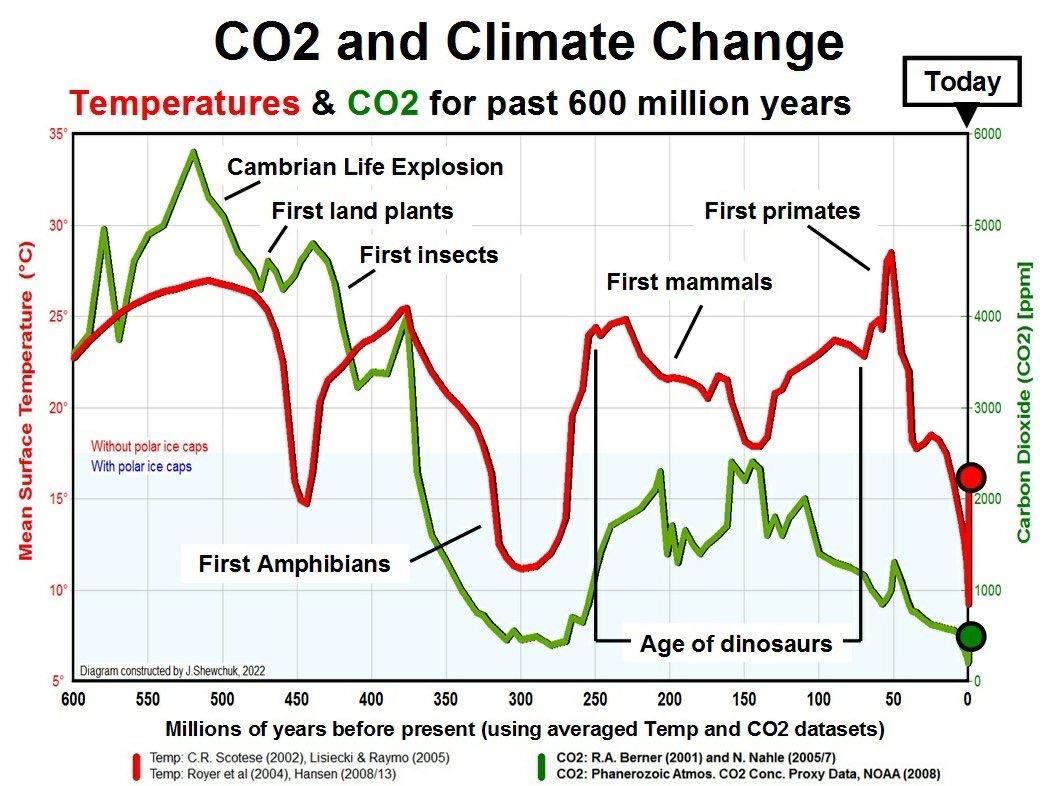 CO2 and Climate Change
Today
Temperatures & CO2 for past 600 million years
35°
30°
25°
20°
15°
10°
5°
Mean Surface Temperature (°C)
Cambrian Life Explosion
First land plants
First insects
First primates
First mammals
Without polar ice caps
With polar ice caps
First Amphibians
Age of dinosaurs
Diagram constructed by J.Shewchuk, 2022
6000
5000
4000
3000
2000
1000
0
Carbon Dioxide (CO2) [ppm]
600 550 500 450 400 350 300 250 200 150 100 50 0
Millions of years before present (using averaged Temp and CO2 datasets)
Temp: C.R. Scotese (2002), Lisiecki & Raymo (2005)
Temp: Royer et al (2004), Hansen (2008/13)
CO2: R.A. Berner (2001) and N. Nahle (2005/7)
CO2: Phanerozoic Atmos. CO2 Conc. Proxy Data, NOAA (2008)